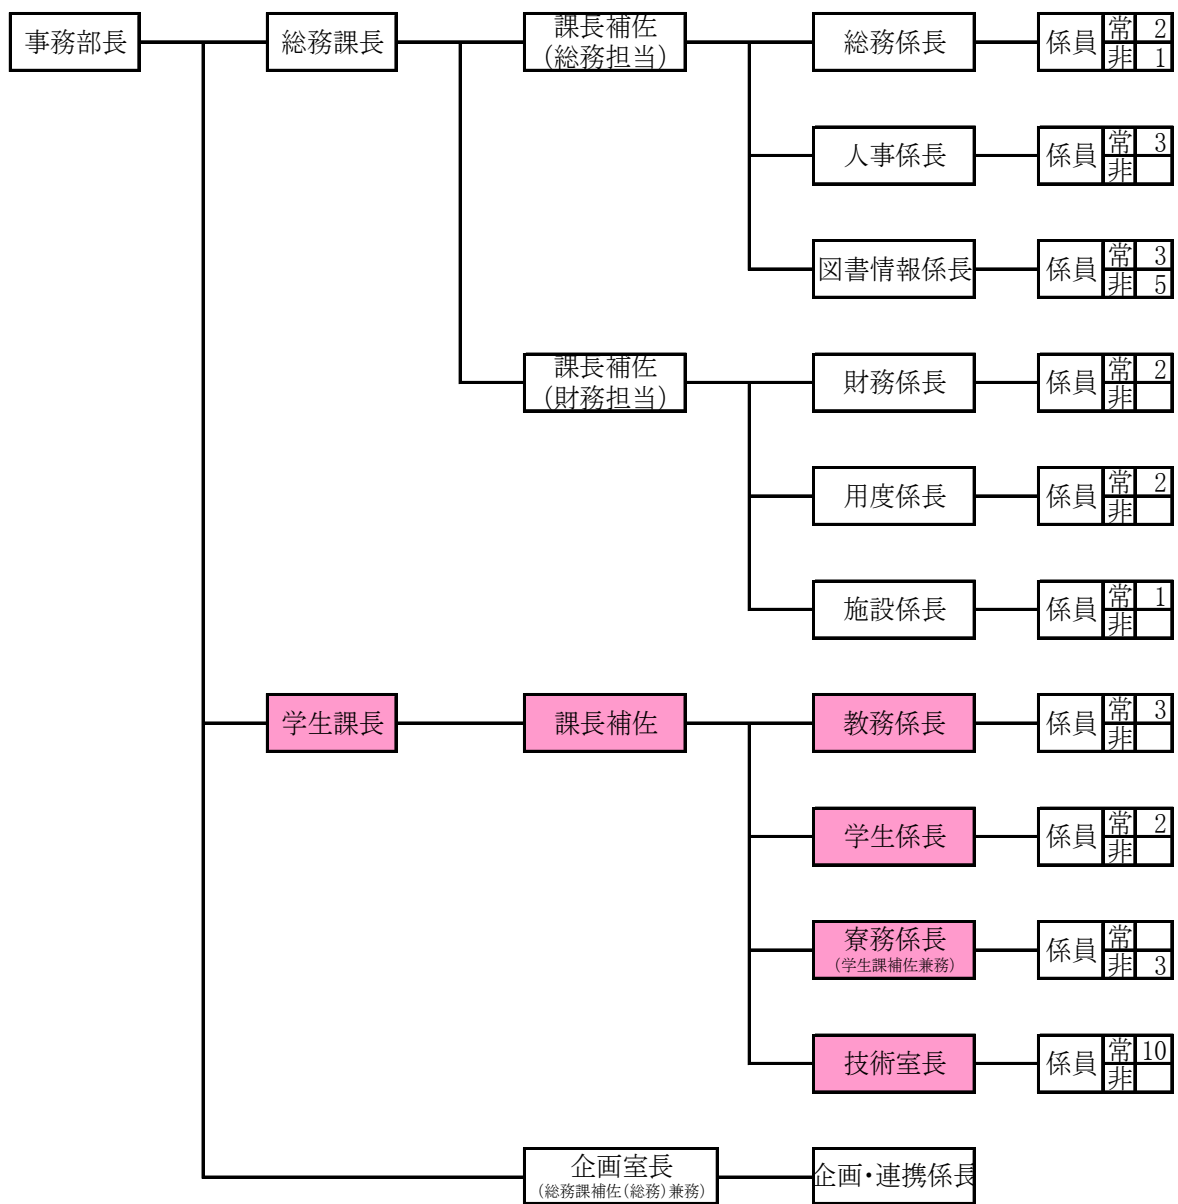 事務部長
総務課長
課長補佐
(総務担当)
総務係長
係員 常 2
非 1
人事係長
係員 常 3
非
図書情報係長
係員 常 3
非 5
課長補佐
(財務担当)
財務係長
係員 常 2
非
用度係長
係員 常 2
非
施設係長
係員 常 1
非
学生課長
課長補佐
教務係長
係員 常 3
非
学生係長
係員 常 2
非
寮務係長
(学生課補佐兼務)
係員 常
非 3
技術室長
係員 常 10
非
企画室長
(総務課補佐(総務)兼務)
企画・連携係長